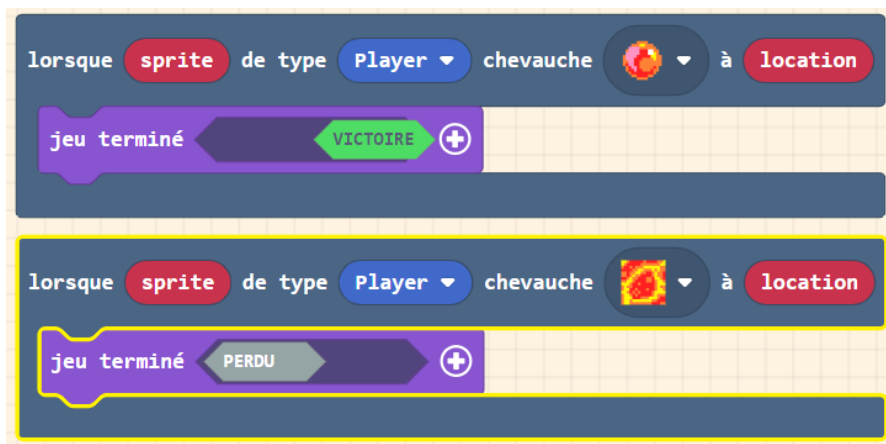 lorsque sprite de type Player chevauche à location
jeu terminé VICTOIRE
lorsque sprite de type Player chevauche à location
jeu terminé PERDU